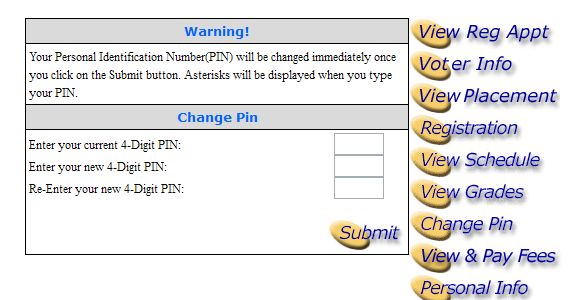 Warning!
Your Personal Identification Number(PIN) will be changed immediately once
you click on the Submit button. Asterisks will be displayed when you type
your PIN.
Change Pin
Enter your current 4-Digit PIN:
Enter your new 4-Digit PIN:
Re-Enter your new 4-Digit PIN:
Submit
View Reg Appt
Voter Info
View Placement
Registration
View Schedule
View Grades
Change Pin
View & Pay Fees
Personal Info